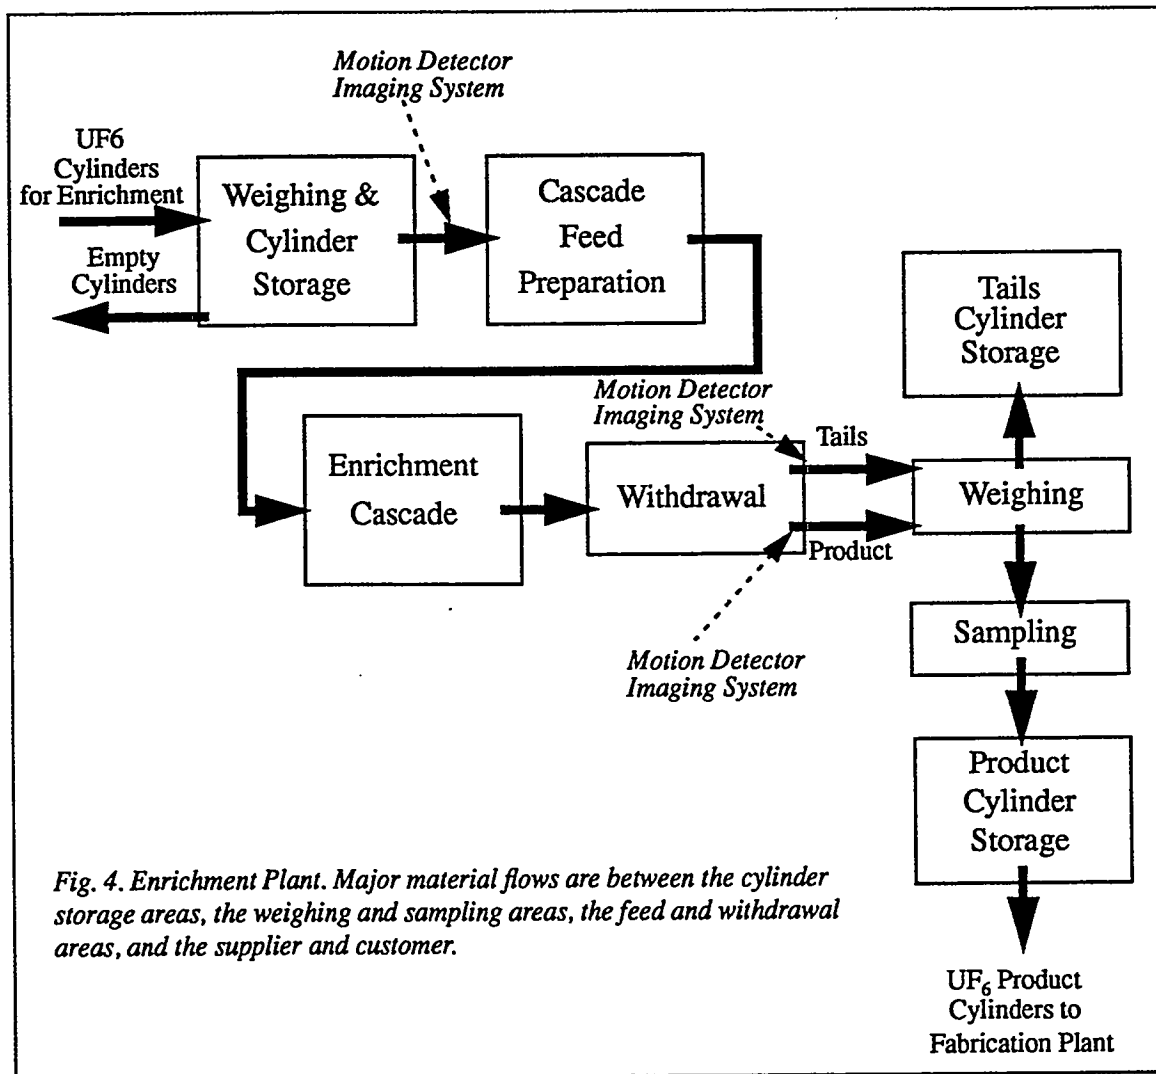 Motion Detector
Imaging System
UF6
Cylinders
for Enrichment
Empty
Cylinders
Weighing &
Cylinder
Storage
Cascade
Feed
Preparation
Tails
Cylinder
Storage
Motion Detector
Imaging System
Enrichment
Cascade
Withdrawal
Tails
Product
Weighing
Motion Detector
Imaging System
Sampling
Product
Cylinder
Storage
Fig. 4. Enrichment Plant. Major material flows are between the cylinder
storage areas, the weighing and sampling areas, the feed and withdrawal
areas, and the supplier and customer.
UF₆ Product
Cylinders to
Fabrication Plant